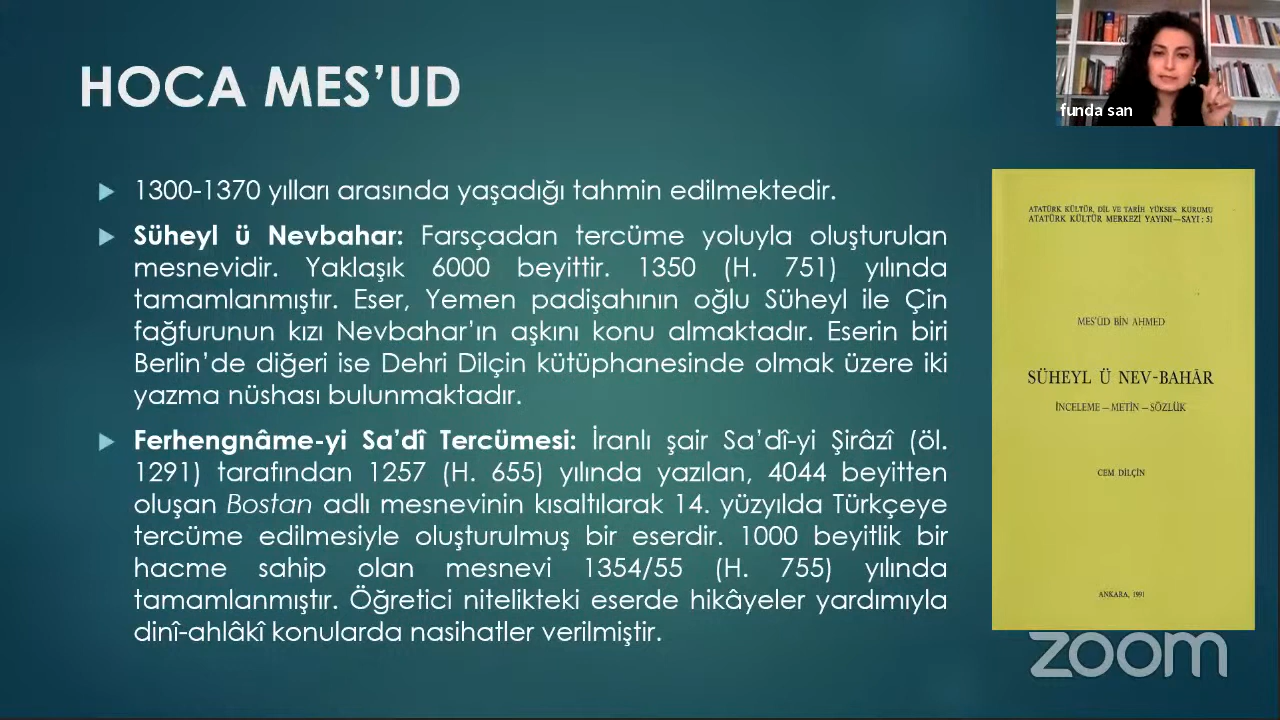 HOCA MES’UD
funda san
1300-1370 yılları arasında yaşadığı tahmin edilmektedir.
Süheyl ü Nevbahar: Farsçadan tercüme yoluyla oluşturulan
mesnevidir. Yaklaşık 6000 beyittir. 1350 (H. 751) yılında
tamamlanmıştır. Eser, Yemen padişahının oğlu Süheyl ile Çin
fağfurunun kızı Nevbahar’ın aşkını konu almaktadır. Eserin biri
Berlin’de diğeri ise Dehri Dilçin kütüphanesinde olmak üzere iki
yazma nüshası bulunmaktadır.
Ferhengnâme-yi Sa’dî Tercümesi: İranlı şair Sa’dî-yi Şirâzî (öl.
1291) tarafından 1257 (H. 655) yılında yazılan, 4044 beyitten
oluşan Bostan adlı mesnevinin kısaltılarak 14. yüzyılda Türkçeye
tercüme edilmesiyle oluşturulmuş bir eserdir. 1000 beyitlik bir
hacme sahip olan mesnevi 1354/55 (H. 755) yılında
tamamlanmıştır. Öğretici nitelikteki eserde hikâyeler yardımıyla
dinî-ahlâkî konularda nasihatler verilmiştir.
ATATÜRK KÜLTÜR, DİL VE TARİH YÜKSEK KURUMU
ATATÜRK KÜLTÜR MERKEZİ YAYINI—SAYI: 51
MES'ÛD BİN AHMED
SÜHEYL Ü NEV-BAHÂR
İNCELEME – METİN – SÖZLÜK
CEM DİLÇİN
ANKARA, 1991
zoom